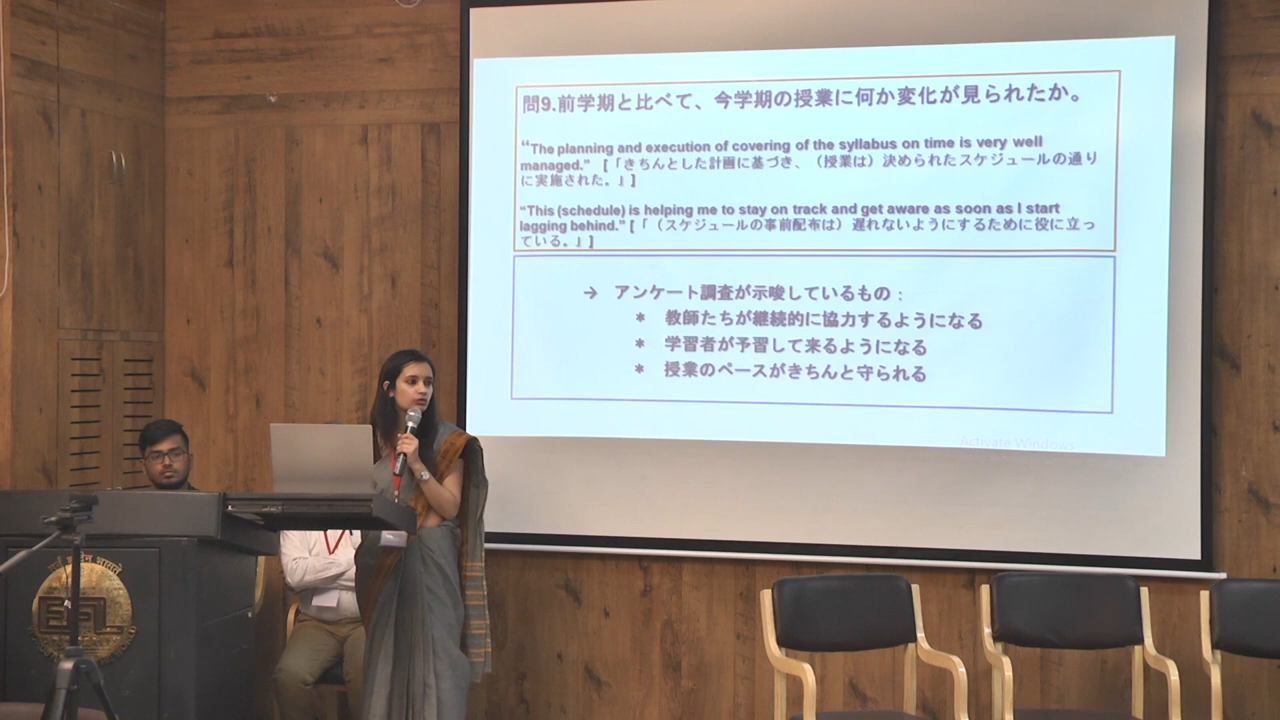 問9.前学期と比べて、今学期の授業に何か変化が見られたか。
“The planning and execution of covering of the syllabus on time is very well
managed.” [「きちんとした計画に基づき、（授業は）決められたスケジュールの通り
に実施された。』]
“This (schedule) is helping me to stay on track and get aware as soon as I start
lagging behind.” [「（スケジュールの事前配布は）遅れないようにするために役に立っ
ている。』]
→ アンケート調査が示唆しているもの：
* 教師たちが継続的に協力するようになる
* 学習者が予習して来るようになる
* 授業のペースがきちんと守られる
Activate Windows